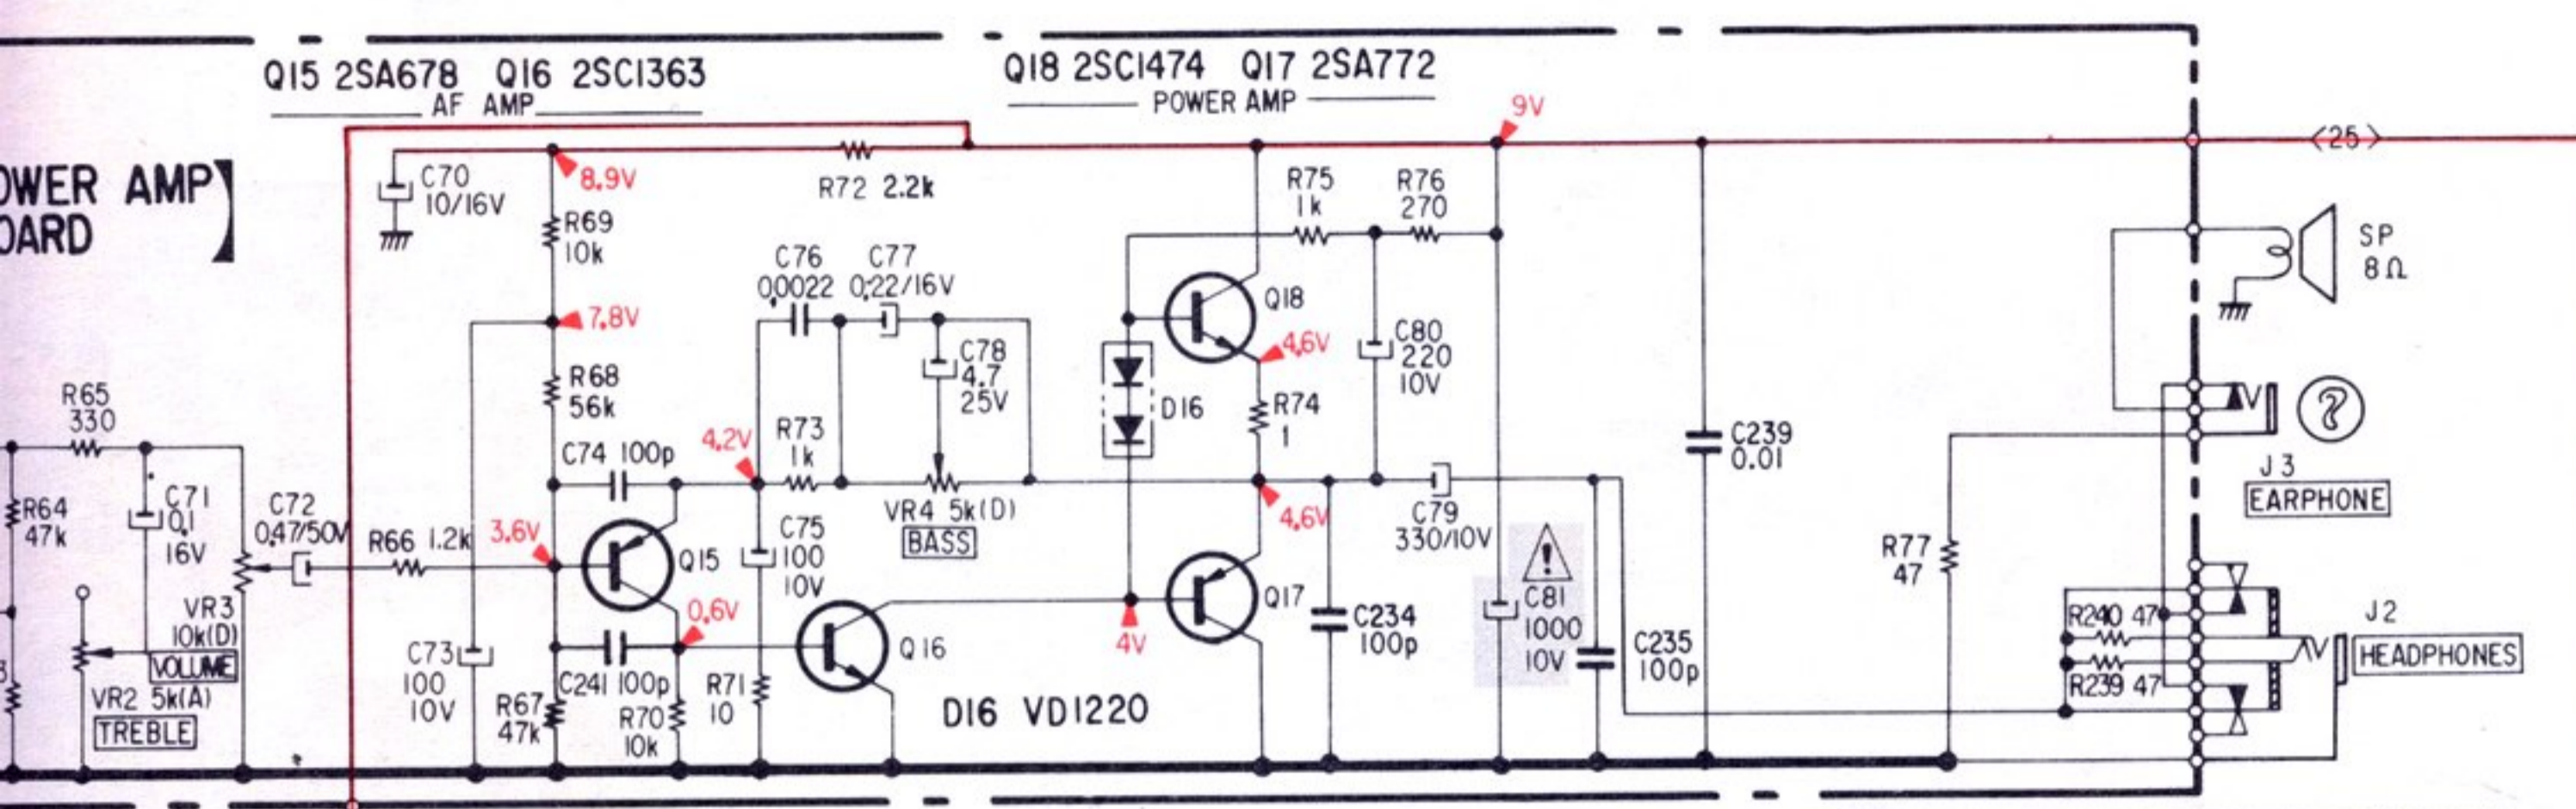 Q15 2SA678 Q16 2SC1363
AF AMP
Q18 2SC1474 Q17 2SA772
POWER AMP
9V
<25>
OWER AMP
OARD
C70
10/16V
8.9V
R72 2.2k
R69
10k
7.8V
R68
56k
C76
0.0022
C77
0.22/16V
C78
4.7
25V
R75
1k
R76
270
Q18
4.6V
C80
220
10V
D16
R74
1
C239
0.01
SP
8Ω
J3
EARPHONE
R65
330
R64
47k
C71
0.1
16V
C72
0.47/50V
R66 1.2k
3.6V
C74 100p
4.2V
R73
1k
VR4 5k(D)
BASS
Q15
C75
100
10V
0.6V
4.6V
C79
330/10V
C81
1000
10V
R77
47
VR3
10k(D)
VOLUME
VR2 5k(A)
TREBLE
C73
100
10V
R67
47k
C241 100p
R70
10k
R71
10
Q16
4V
Q17
D16 VD1220
C234
100p
C235
100p
R240 47
R239 47
J2
HEADPHONES